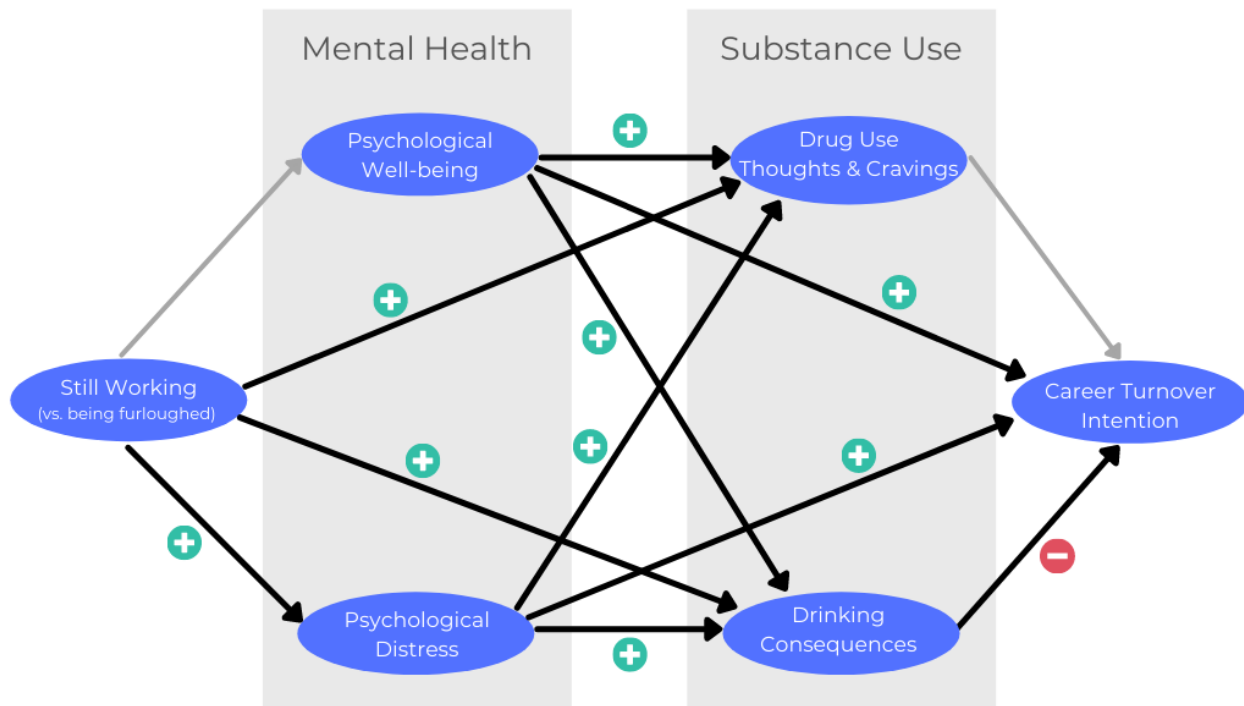 Mental Health
Substance Use
Psychological
Well-being
Drug Use
Thoughts & Cravings
Still Working
(vs. being furloughed)
Career Turnover
Intention
Psychological
Distress
Drinking
Consequences